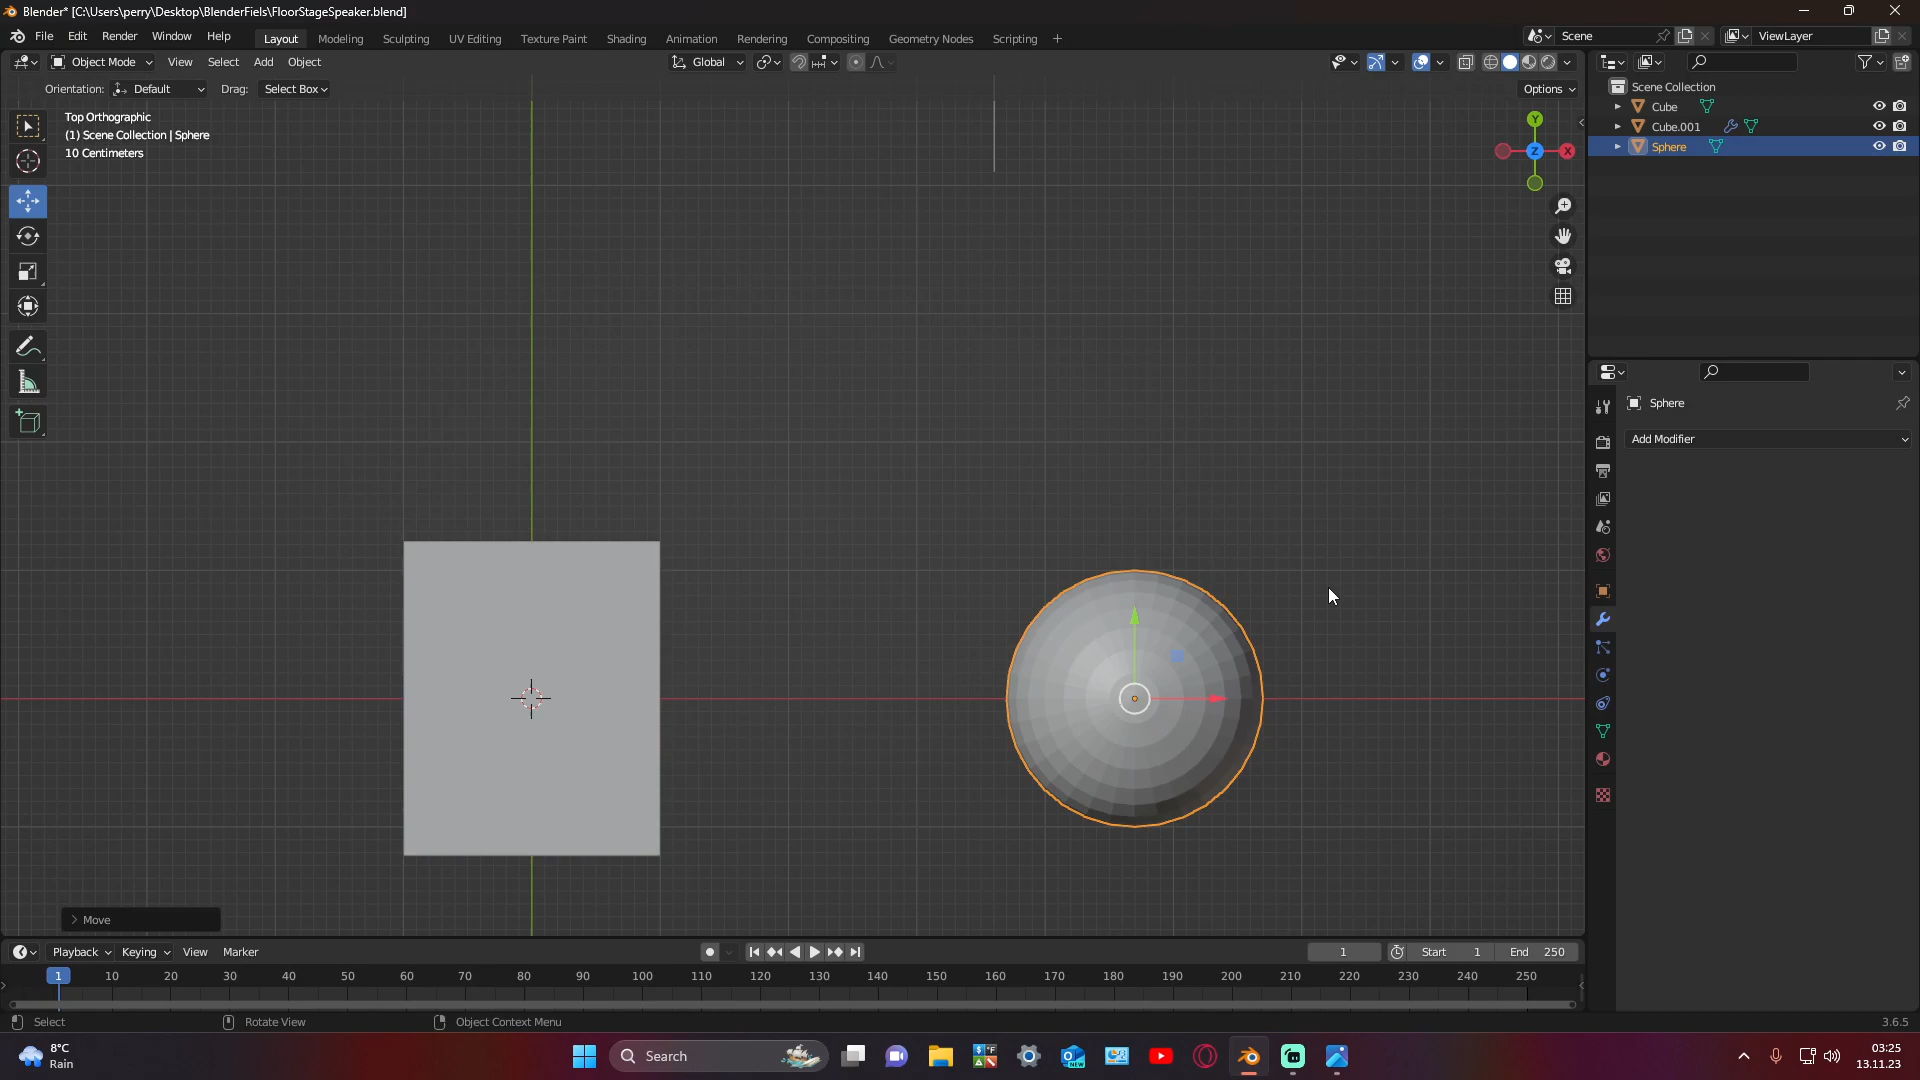 Blender* [C:\Users\perry\Desktop\BlenderFiels\FloorStageSpeaker.blend]
File Edit Render Window Help Layout Modeling Sculpting UV Editing Texture Paint Shading Animation Rendering Compositing Geometry Nodes Scripting + Scene ViewLayer
Object Mode View Select Add Object Global
Orientation: Default Drag: Select Box Options
Top Orthographic
(1) Scene Collection | Sphere
10 Centimeters
Y
Z
X
Scene Collection
Cube
Cube.001
Sphere
Sphere
Add Modifier
Move
Playback Keying View Marker 1 Start 1 End 250
1 10 20 30 40 50 60 70 80 90 100 110 120 130 140 150 160 170 180 190 200 210 220 230 240 250
Select Rotate View Object Context Menu 3.6.5
8°C
Rain
Search
NEW
03:25
13.11.23